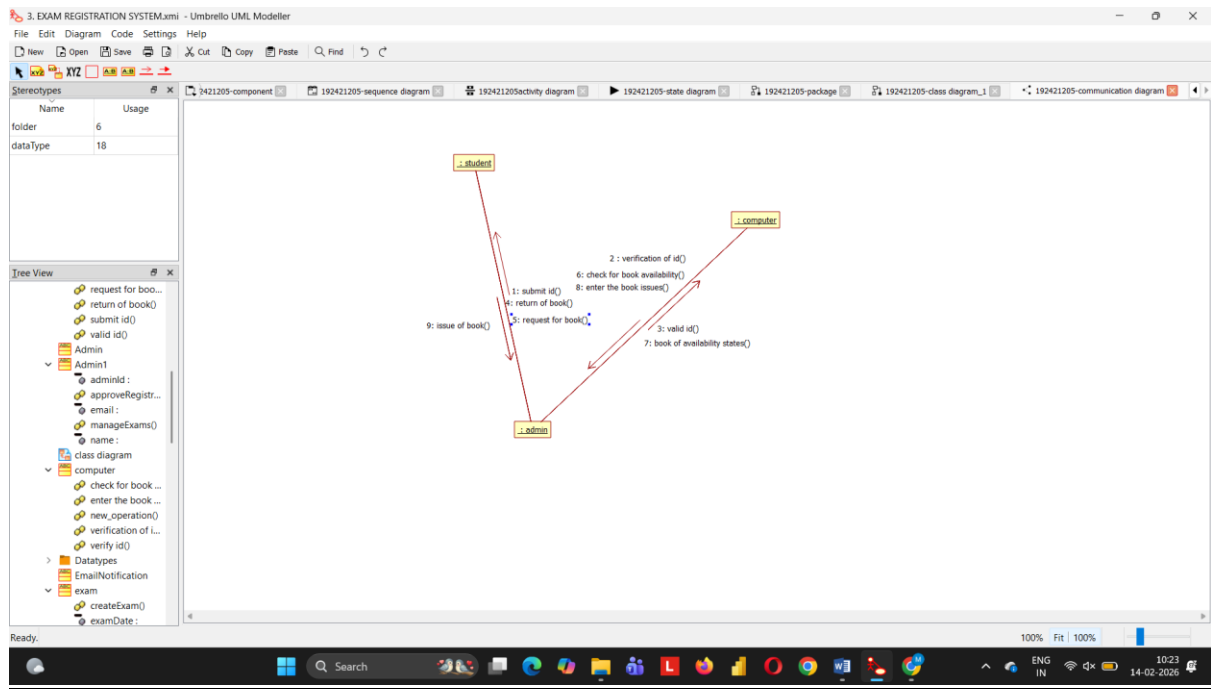 3. EXAM REGISTRATION SYSTEM.xmi - Umbrello UML Modeller
File Edit Diagram Code Settings Help
New Open Save Cut Copy Paste Find
XYZ XYZ A.B A.B
Stereotypes
2421205-component 192421205-sequence diagram 192421205activity diagram 192421205-state diagram 192421205-package 192421205-class diagram_1 192421205-communication diagram
Name Usage
folder 6
dataType 18
: student
: computer
2 : verification of id()
6: check for book availability()
8: enter the book issues()
1: submit id()
4: return of book()
5: request for book()
9: issue of book()
3: valid id()
7: book of availability states()
: admin
Tree View
request for boo...
return of book()
submit id()
valid id()
Admin
Admin1
adminId :
approveRegistr...
email :
manageExams()
name :
class diagram
computer
check for book ...
enter the book ...
new_operation()
verification of i...
verify id()
Datatypes
EmailNotification
exam
createExam()
examDate :
Ready.
100% Fit 100%
Search
ENG
IN
10:23
14-02-2026